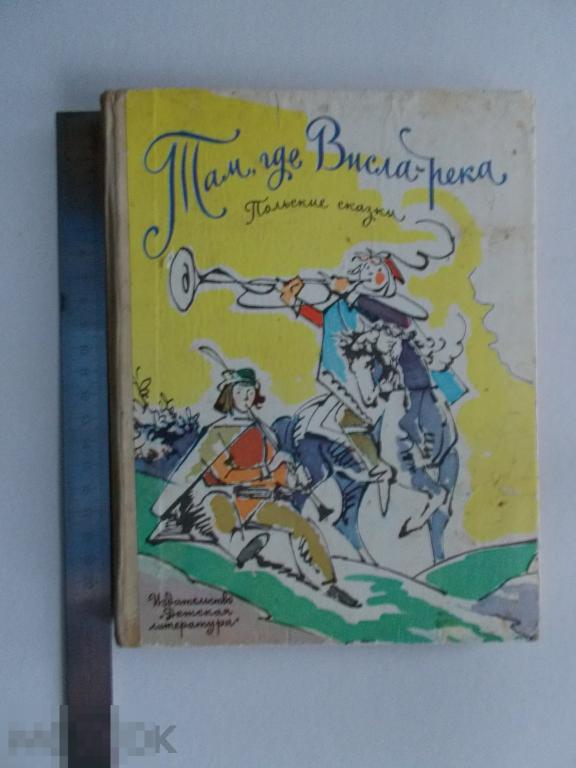 Там, где Висла-река
Польские сказки
Издательство
„Детская
литература"